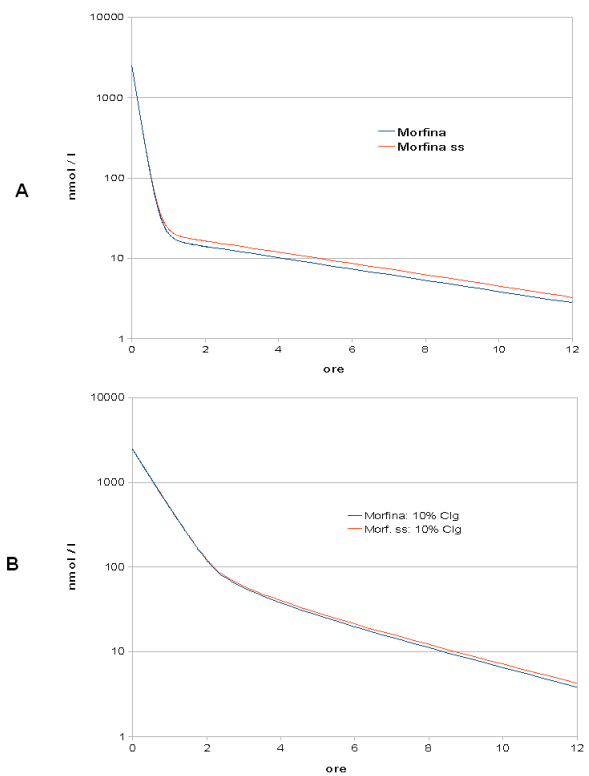 A
nmol / l
10000
1000
100
10
1
Morfina
Morfina ss
0 2 4 6 8 10 12
ore
B
nmol / l
10000
1000
100
10
1
Morfina: 10% Clg
Morf. ss: 10% Clg
0 2 4 6 8 10 12
ore